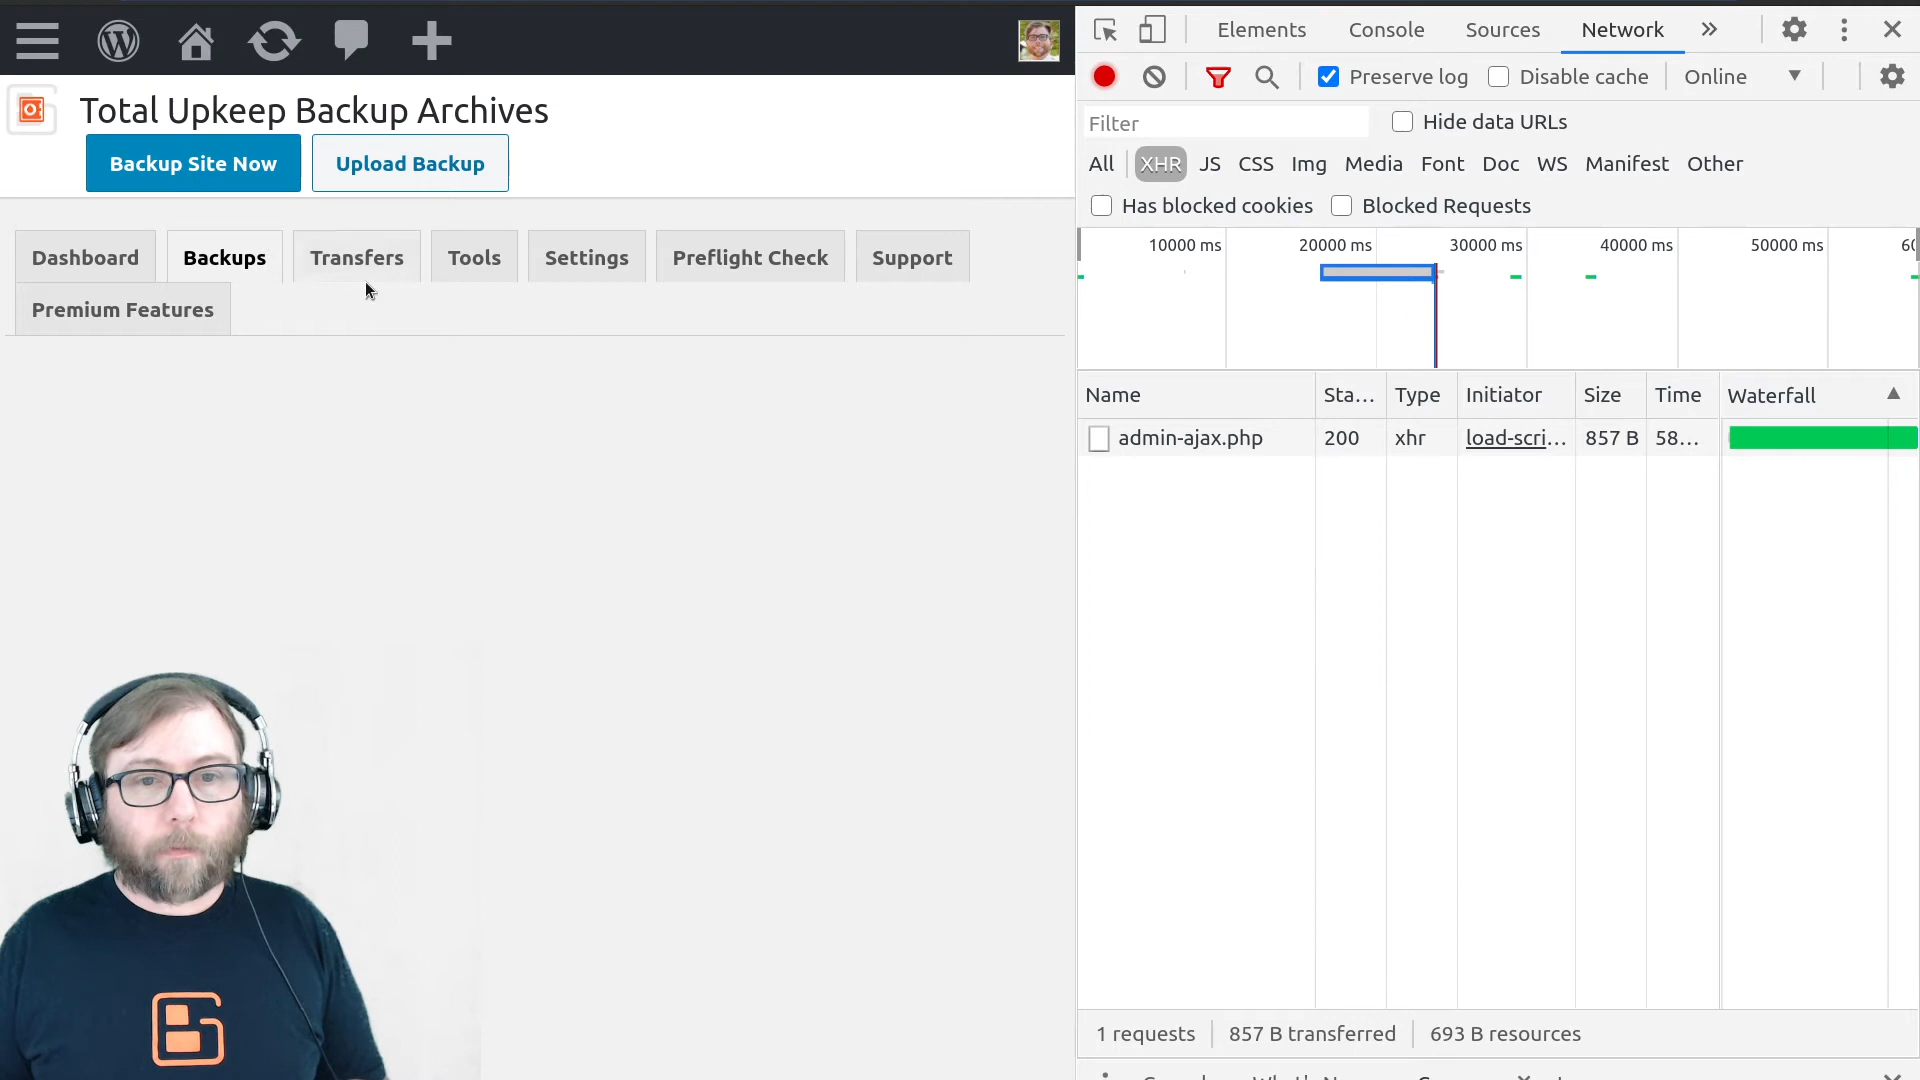 Total Upkeep Backup Archives
Backup Site Now
Upload Backup
Dashboard
Backups
Transfers
Tools
Settings
Preflight Check
Support
Premium Features
Elements
Console
Sources
Network
Preserve log
Disable cache
Online
Filter
Hide data URLs
All
XHR
JS
CSS
Img
Media
Font
Doc
WS
Manifest
Other
Has blocked cookies
Blocked Requests
10000 ms
20000 ms
30000 ms
40000 ms
50000 ms
Name
Sta...
Type
Initiator
Size
Time
Waterfall
admin-ajax.php
200
xhr
load-scri...
857 B
58...
1 requests
857 B transferred
693 B resources